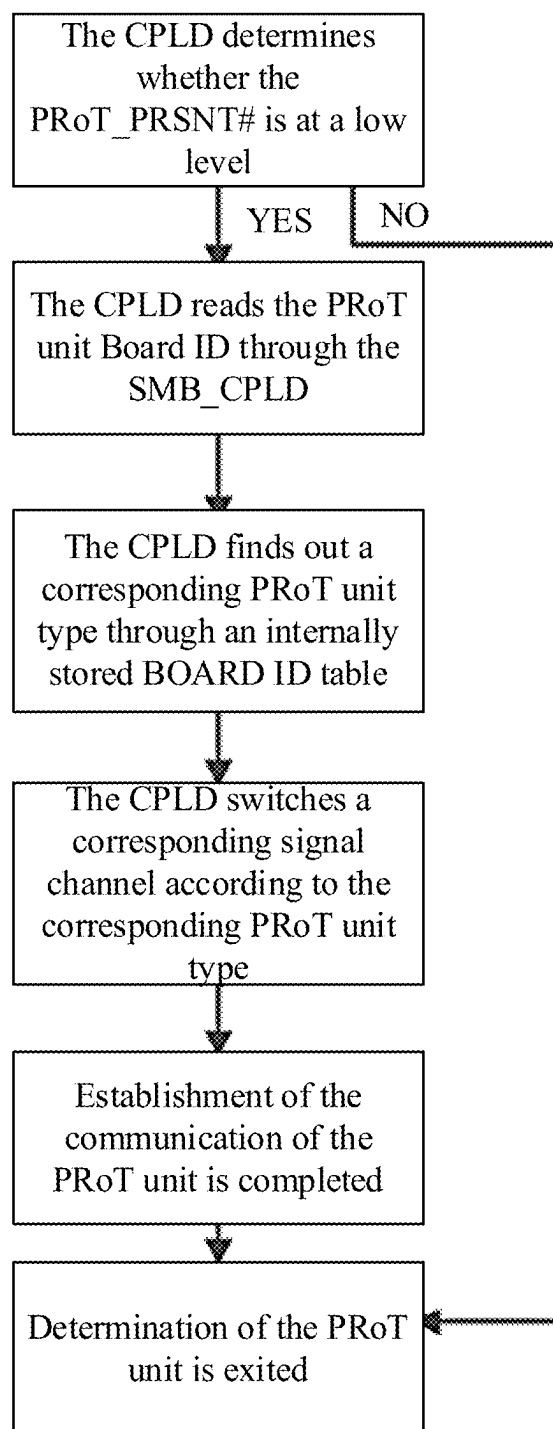 The CPLD determines
whether the
PRoT_PRSNT# is at a low
level
YES
NO
The CPLD reads the PRoT
unit Board ID through the
SMB_CPLD
The CPLD finds out a
corresponding PRoT unit
type through an internally
stored BOARD ID table
The CPLD switches a
corresponding signal
channel according to the
corresponding PRoT unit
type
Establishment of the
communication of the
PRoT unit is completed
Determination of the PRoT
unit is exited